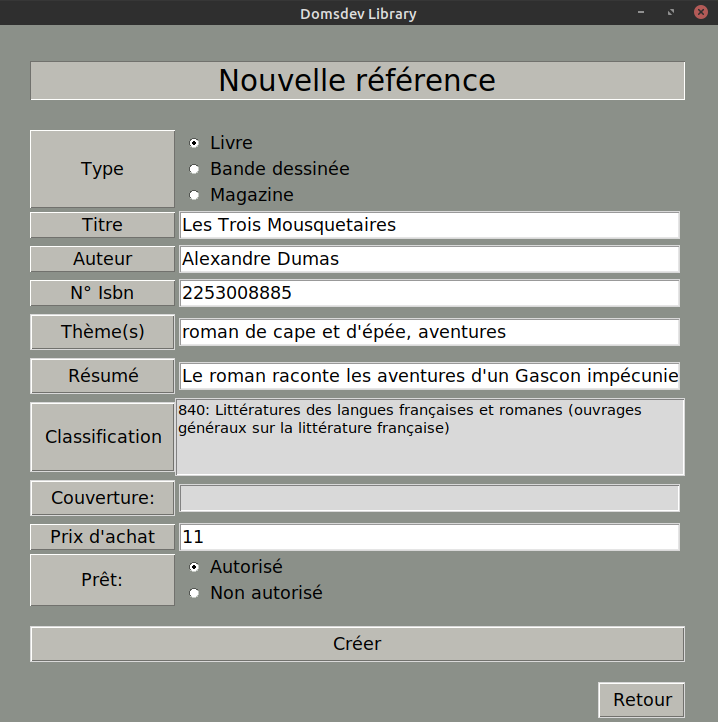 Domsdev Library
Nouvelle référence
Type
Livre
Bande dessinée
Magazine
Titre
Les Trois Mousquetaires
Auteur
Alexandre Dumas
N° Isbn
2253008885
Thème(s)
roman de cape et d'épée, aventures
Résumé
Le roman raconte les aventures d'un Gascon impécunie
Classification
840: Littératures des langues françaises et romanes (ouvrages
généraux sur la littérature française)
Couverture:
Prix d'achat
11
Prêt:
Autorisé
Non autorisé
Créer
Retour